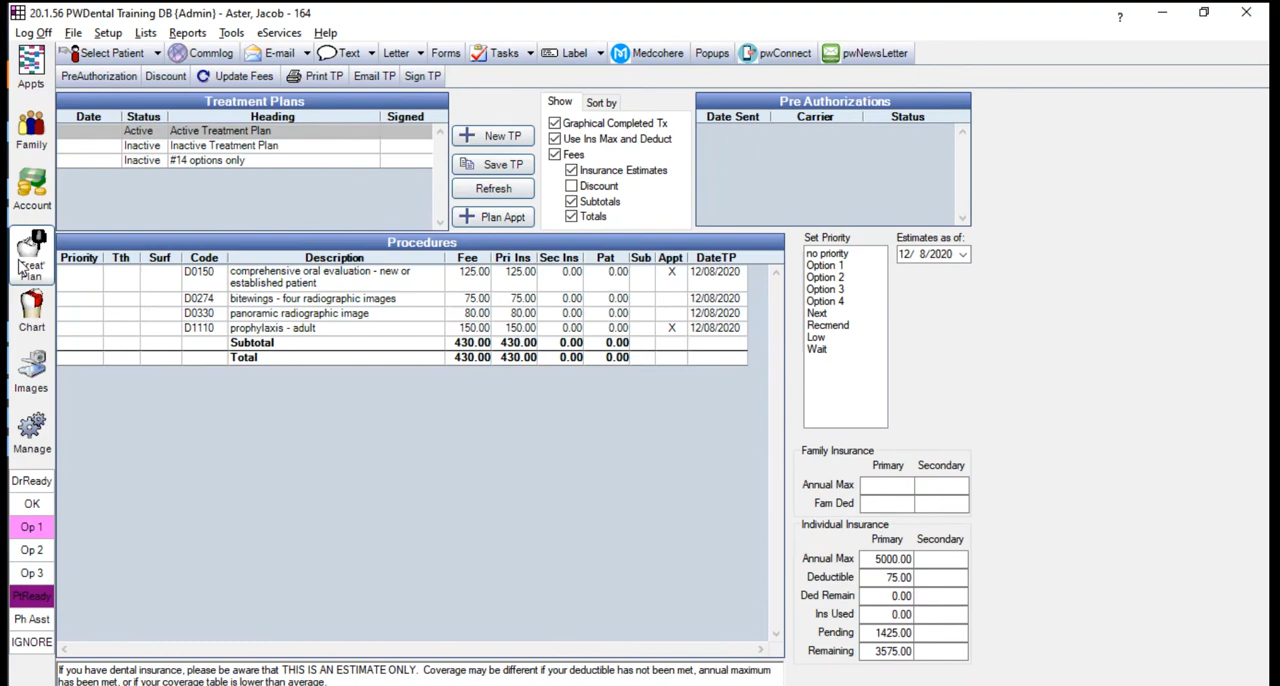 20.1.56 PWDental Training DB {Admin} - Aster, Jacob - 164
?
Log Off File Setup Lists Reports Tools eServices Help
Select Patient Commlog E-mail Text Letter Forms Tasks Label Medcohere Popups pwConnect pwNewsLetter
PreAuthorization Discount Update Fees Print TP Email TP Sign TP
Appts
Family
Account
Plan
Chart
Images
Manage
DrReady
OK
Op 1
Op 2
Op 3
PtReady
Ph Asst
IGNORE
Treatment Plans
Date Status Heading Signed
Active Active Treatment Plan
Inactive Inactive Treatment Plan
Inactive #14 options only
New TP
Save TP
Refresh
Plan Appt
Show Sort by
Graphical Completed Tx
Use Ins Max and Deduct
Fees
Insurance Estimates
Discount
Subtotals
Totals
Pre Authorizations
Date Sent Carrier Status
Procedures
Priority Tth Surf Code Description Fee Pri Ins Sec Ins Pat Sub Appt DateTP
D0150 comprehensive oral evaluation - new or 125.00 125.00 0.00 0.00 X 12/08/2020
established patient
D0274 bitewings - four radiographic images 75.00 75.00 0.00 0.00 12/08/2020
D0330 panoramic radiographic image 80.00 80.00 0.00 0.00 12/08/2020
D1110 prophylaxis - adult 150.00 150.00 0.00 0.00 X 12/08/2020
Subtotal 430.00 430.00 0.00 0.00
Total 430.00 430.00 0.00 0.00
Set Priority
no priority
Option 1
Option 2
Option 3
Option 4
Next
Recmend
Low
Wait
Estimates as of:
12/ 8/2020
Family Insurance
Primary Secondary
Annual Max
Fam Ded
Individual Insurance
Primary Secondary
Annual Max 5000.00
Deductible 75.00
Ded Remain 0.00
Ins Used 0.00
Pending 1425.00
Remaining 3575.00
If you have dental insurance, please be aware that THIS IS AN ESTIMATE ONLY. Coverage may be different if your deductible has not been met, annual maximum
has been met, or if your coverage table is lower than average.